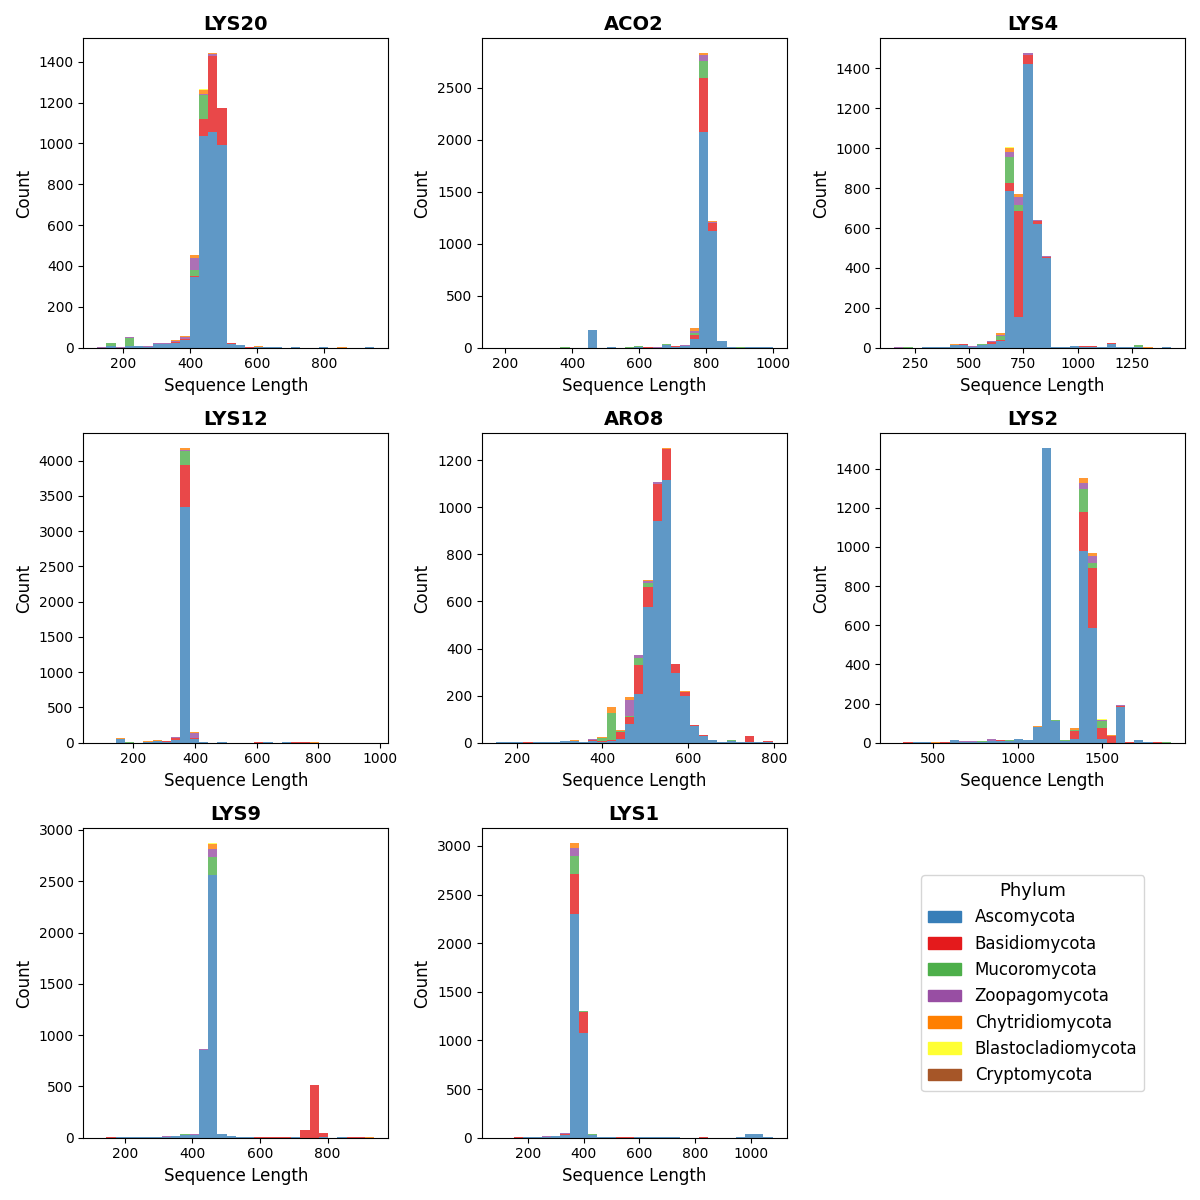 LYS20
Count
0
200
400
600
800
1000
1200
1400
200 400 600 800
Sequence Length
ACO2
Count
0
500
1000
1500
2000
2500
200 400 600 800 1000
Sequence Length
LYS4
Count
0
200
400
600
800
1000
1200
1400
250 500 750 1000 1250
Sequence Length
LYS12
Count
0
500
1000
1500
2000
2500
3000
3500
4000
200 400 600 800 1000
Sequence Length
ARO8
Count
0
200
400
600
800
1000
1200
200 400 600 800
Sequence Length
LYS2
Count
0
200
400
600
800
1000
1200
1400
500 1000 1500
Sequence Length
LYS9
Count
0
500
1000
1500
2000
2500
3000
200 400 600 800
Sequence Length
LYS1
Count
0
500
1000
1500
2000
2500
3000
200 400 600 800 1000
Sequence Length
Phylum
Ascomycota
Basidiomycota
Mucoromycota
Zoopagomycota
Chytridiomycota
Blastocladiomycota
Cryptomycota